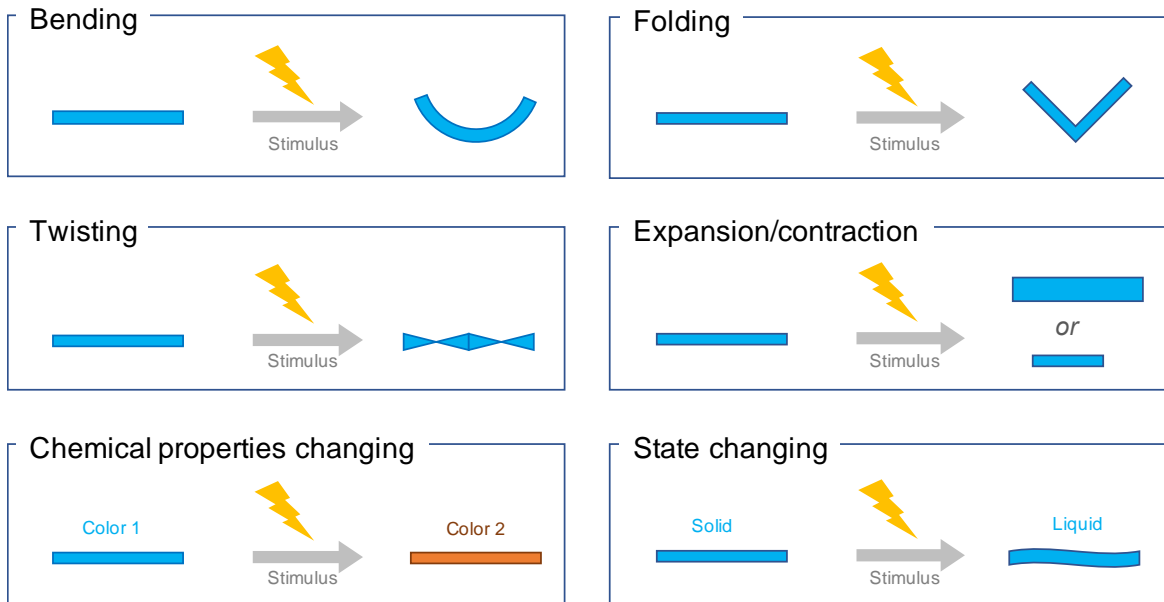 Bending
Stimulus
Folding
Stimulus
Twisting
Stimulus
Expansion/contraction
or
Stimulus
Chemical properties changing
Color 1
Color 2
Stimulus
State changing
Solid
Liquid
Stimulus